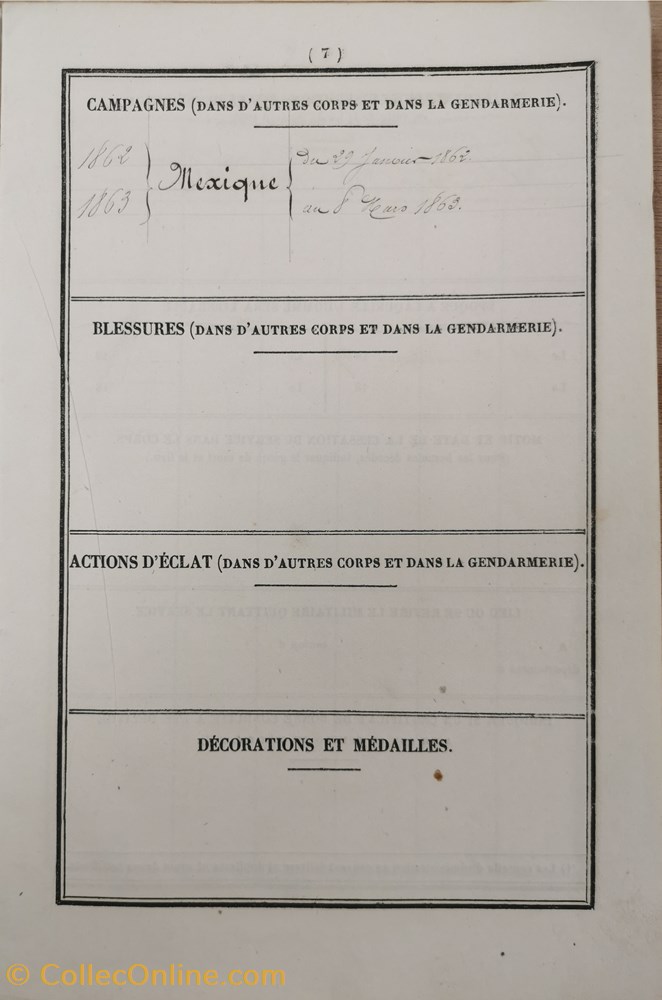 ( 7 )
CAMPAGNES (DANS D'AUTRES CORPS ET DANS LA GENDARMERIE).
1862 } Mexique { du 29 Janvier 1862.
1863 au 8 Mars 1863.
BLESSURES (DANS D'AUTRES CORPS ET DANS LA GENDARMERIE).
ACTIONS D'ÉCLAT (DANS D'AUTRES CORPS ET DANS LA GENDARMERIE).
DÉCORATIONS ET MÉDAILLES.
© CollecOnline.com